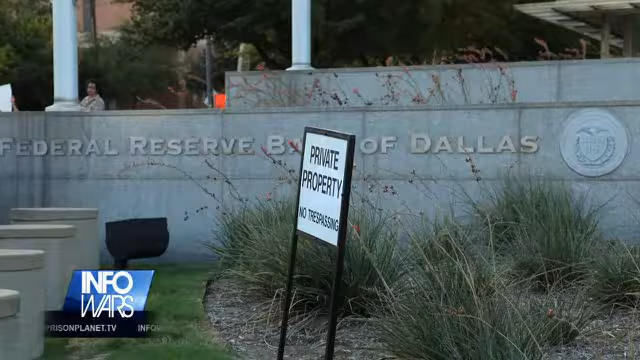 FEDERAL RESERVE BANK OF DALLAS
PRIVATE
PROPERTY
NO TRESPASSING
INFO
WARS
PRISONPLANET.TV